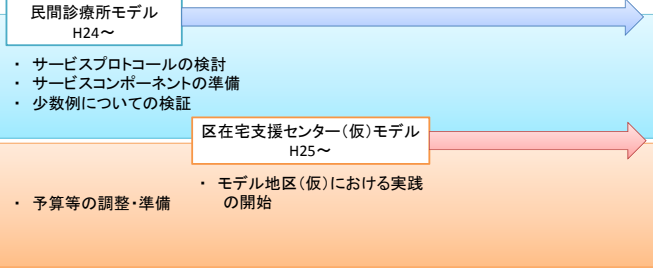 民間診療所モデル
H24～
・ サービスプロトコールの検討
・ サービスコンポーネントの準備
・ 少数例についての検証
区在宅支援センター（仮）モデル
H25～
・ モデル地区（仮）における実践
の開始
・ 予算等の調整・準備